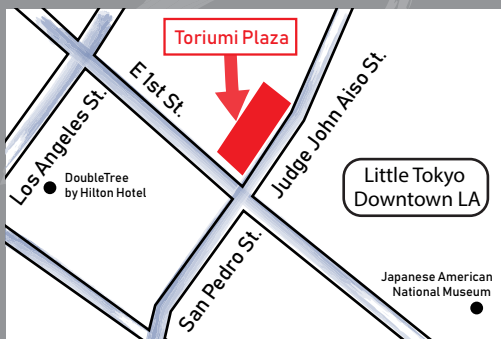 Toriumi Plaza
E 1st St.
Judge John Aiso St.
Los Angeles St.
DoubleTree
by Hilton Hotel
Little Tokyo
Downtown LA
San Pedro St.
Japanese American
National Museum